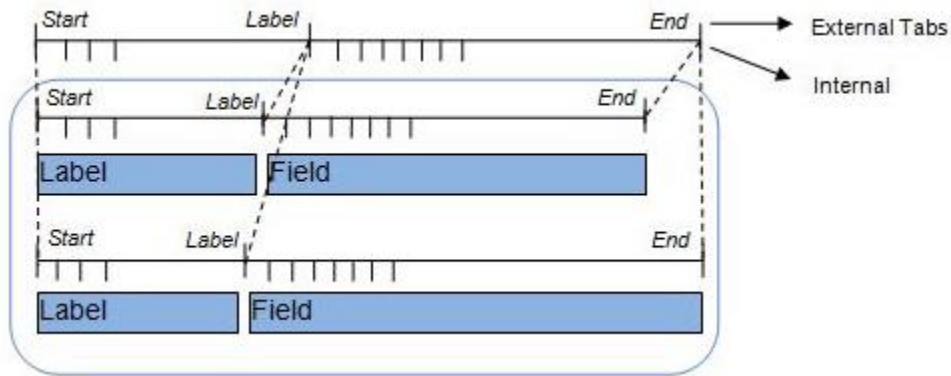 Start Label End External Tabs
Internal
Start Label End
Label Field
Start Label End
Label Field